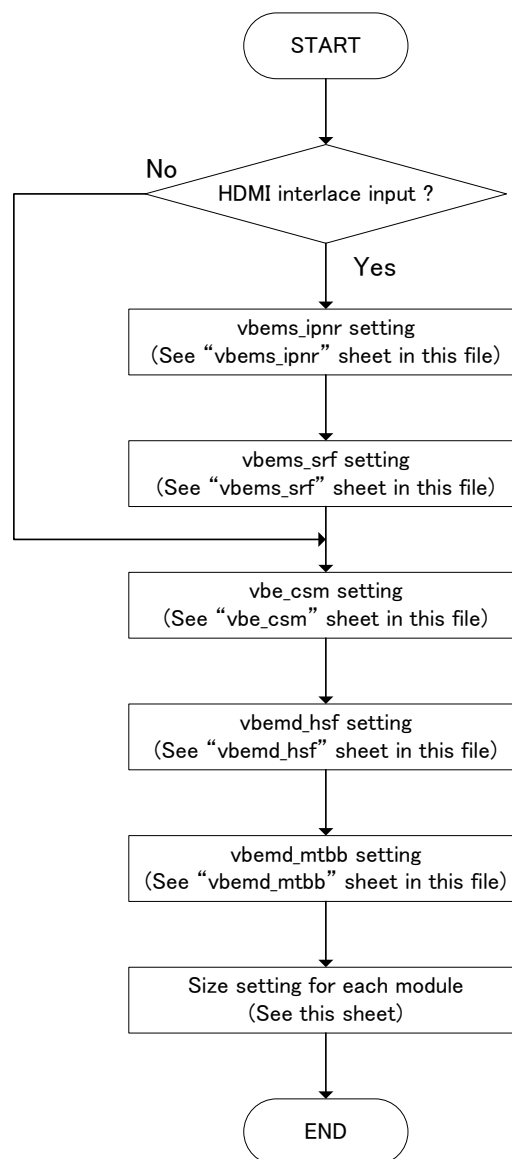 START
HDMI interlace input ?
No
Yes
vbems_ipnr setting
(See “vbems_ipnr” sheet in this file)
vbems_srf setting
(See “vbems_srf” sheet in this file)
vbe_csm setting
(See “vbe_csm” sheet in this file)
vbemd_hsf setting
(See “vbemd_hsf” sheet in this file)
vbemd_mtbb setting
(See “vbemd_mtbb” sheet in this file)
Size setting for each module
(See this sheet)
END